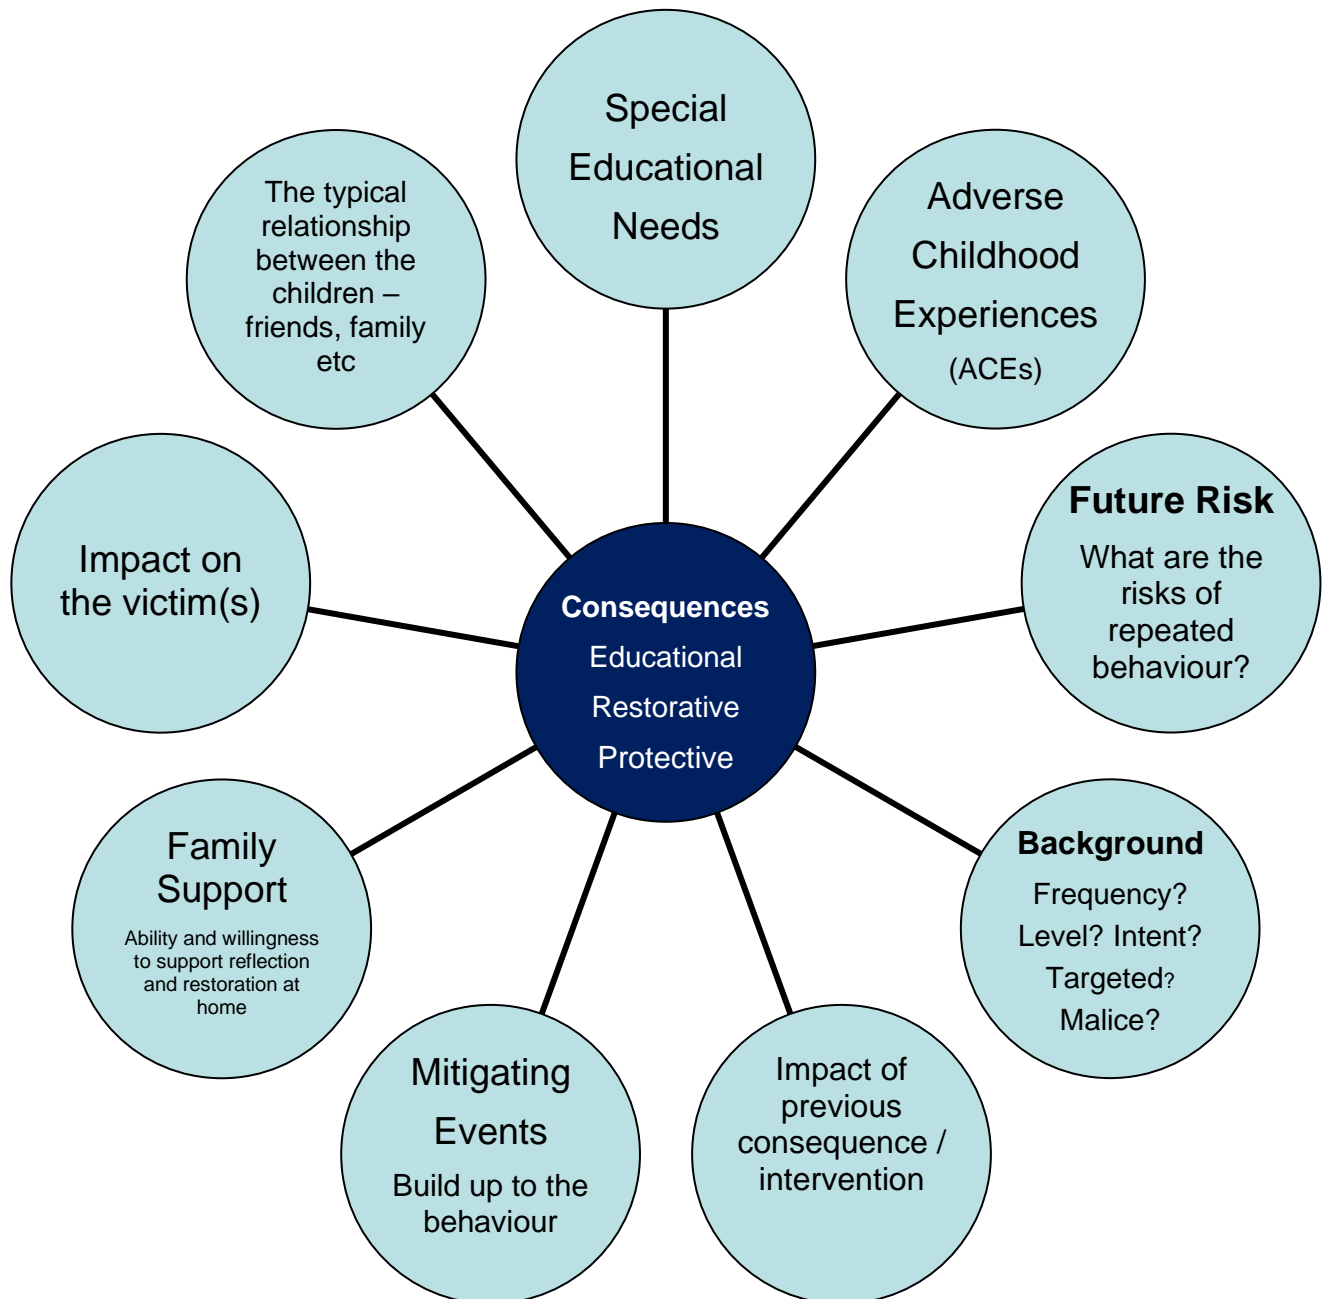 Special
Educational
Needs
Adverse
Childhood
Experiences
(ACEs)
Future Risk
What are the
risks of
repeated
behaviour?
Background
Frequency?
Level? Intent?
Targeted?
Malice?
Impact of
previous
consequence /
intervention
Mitigating
Events
Build up to the
behaviour
Family
Support
Ability and willingness
to support reflection
and restoration at
home
Impact on
the victim(s)
The typical
relationship
between the
children –
friends, family
etc
Consequences
Educational
Restorative
Protective